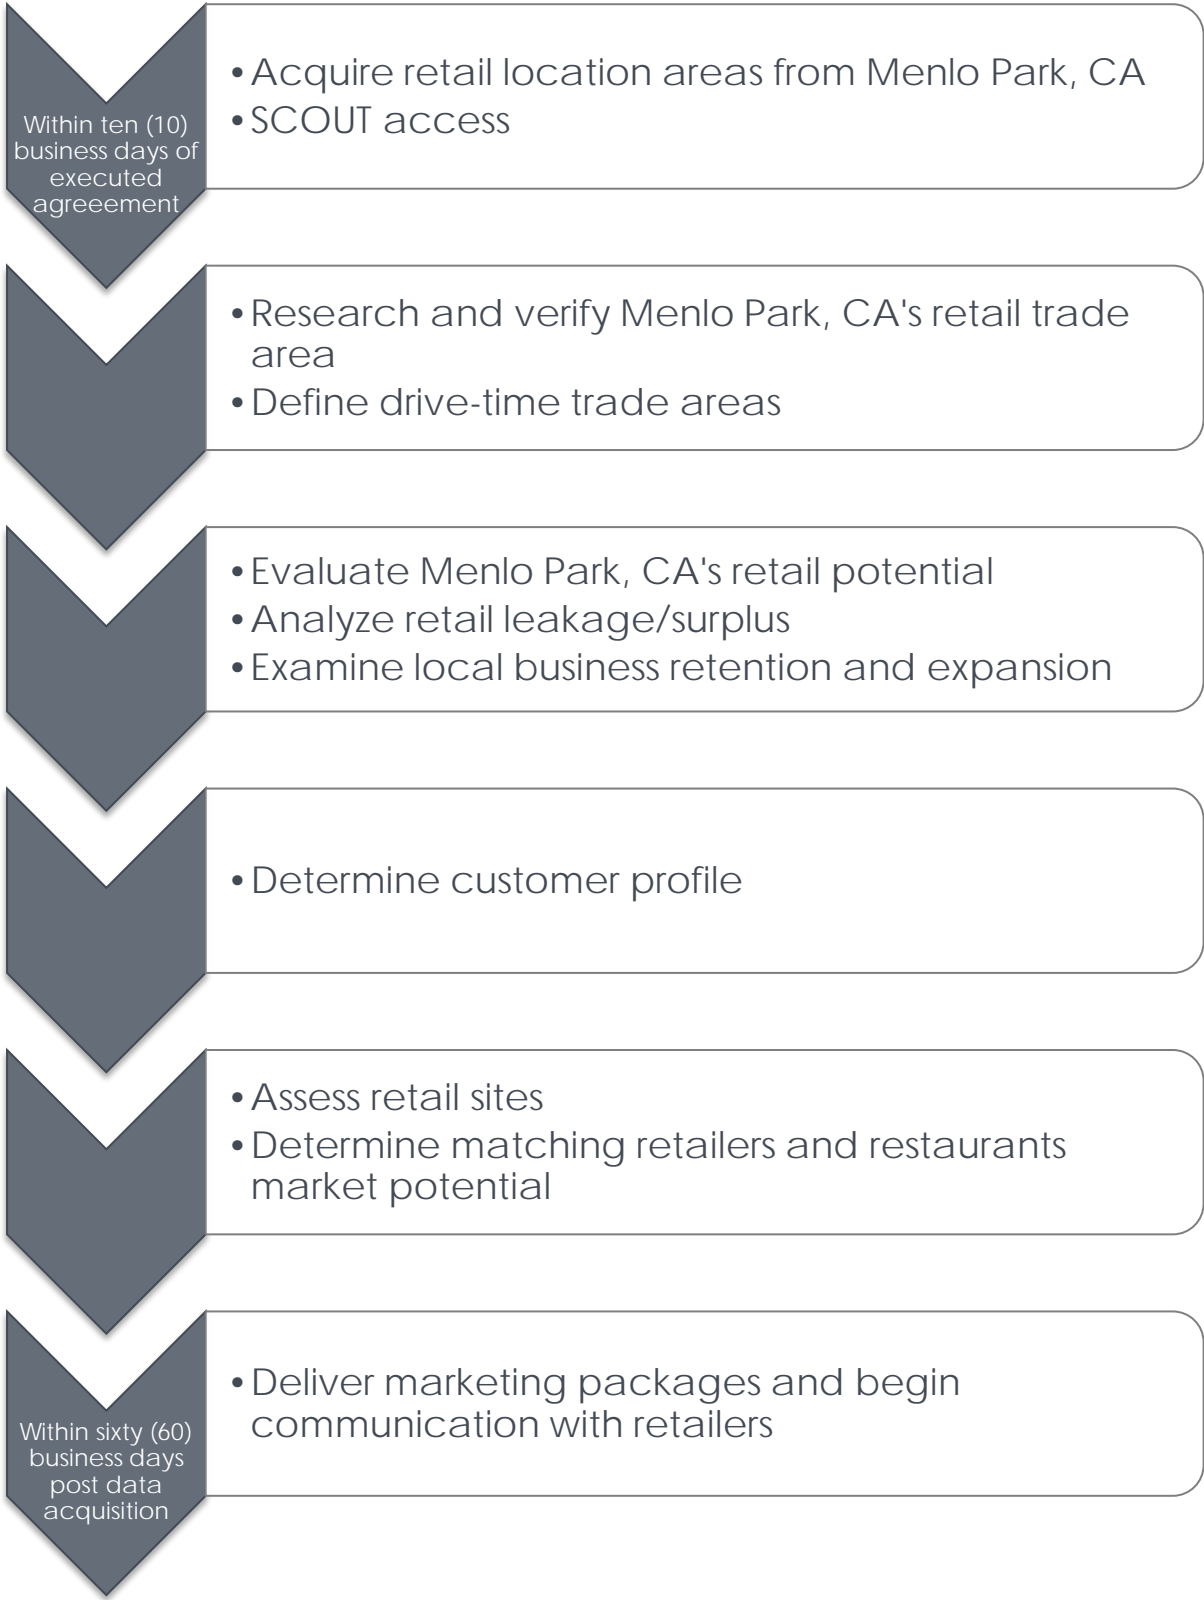 Within ten (10)
business days of
executed
agreeement
• Acquire retail location areas from Menlo Park, CA
• SCOUT access
• Research and verify Menlo Park, CA's retail trade
area
• Define drive-time trade areas
• Evaluate Menlo Park, CA's retail potential
• Analyze retail leakage/surplus
• Examine local business retention and expansion
• Determine customer profile
• Assess retail sites
• Determine matching retailers and restaurants
market potential
Within sixty (60)
business days
post data
acquisition
• Deliver marketing packages and begin
communication with retailers